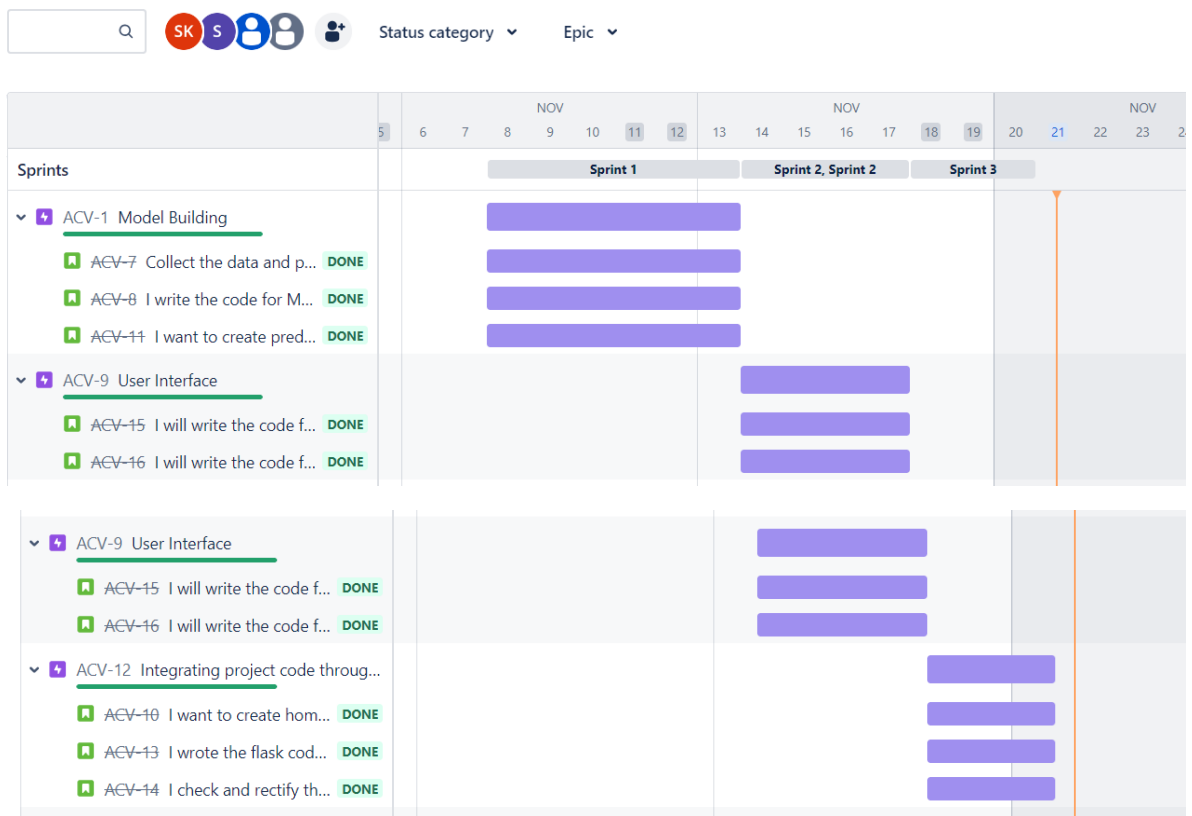 SK S Status category Epic
NOV NOV NOV
5 6 7 8 9 10 11 12 13 14 15 16 17 18 19 20 21 22 23 2
Sprints Sprint 1 Sprint 2, Sprint 2 Sprint 3
ACV-1 Model Building
ACV-7 Collect the data and p... DONE
ACV-8 I write the code for M... DONE
ACV-11 I want to create pred... DONE
ACV-9 User Interface
ACV-15 I will write the code f... DONE
ACV-16 I will write the code f... DONE
ACV-9 User Interface
ACV-15 I will write the code f... DONE
ACV-16 I will write the code f... DONE
ACV-12 Integrating project code throug...
ACV-10 I want to create hom... DONE
ACV-13 I wrote the flask cod... DONE
ACV-14 I check and rectify th... DONE